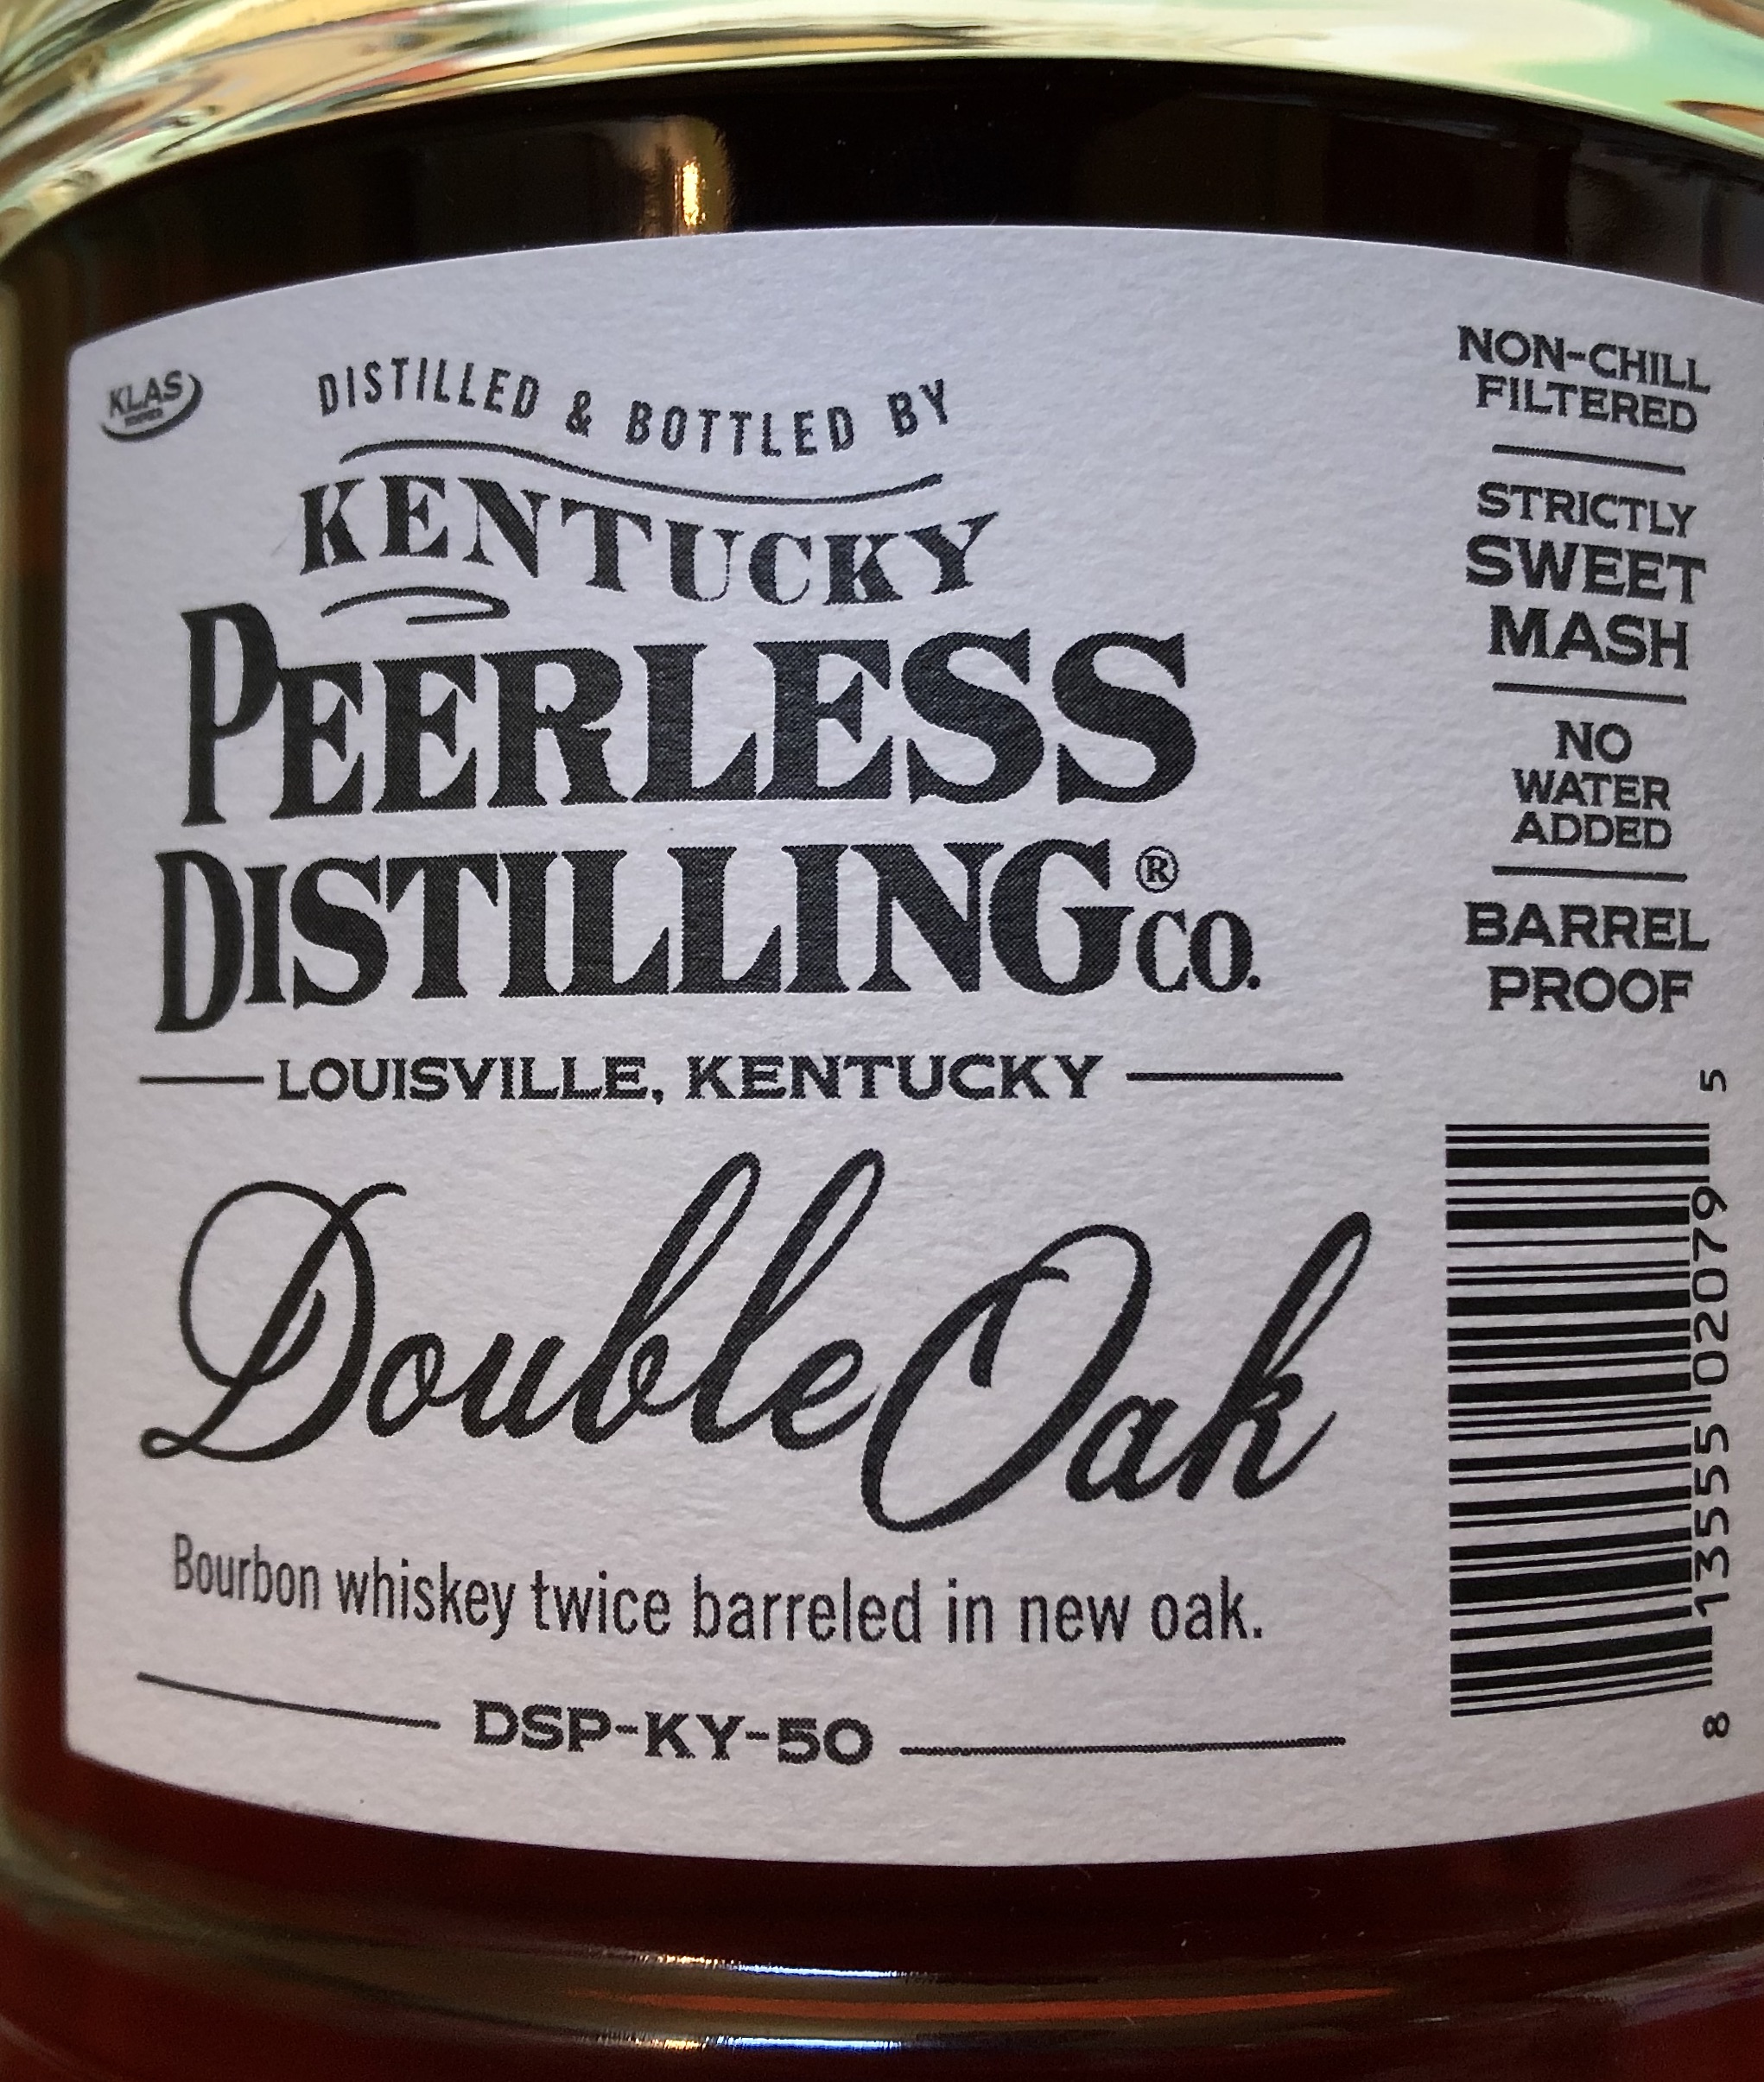 KLAS
DISTILLED & BOTTLED BY
KENTUCKY
PEERLESS
DISTILLING® CO.
LOUISVILLE, KENTUCKY
Double Oak
Bourbon whiskey twice barreled in new oak.
DSP-KY-50
NON-CHILL
FILTERED
STRICTLY
SWEET
MASH
NO
WATER
ADDED
BARREL
PROOF
8 13555 02079 5